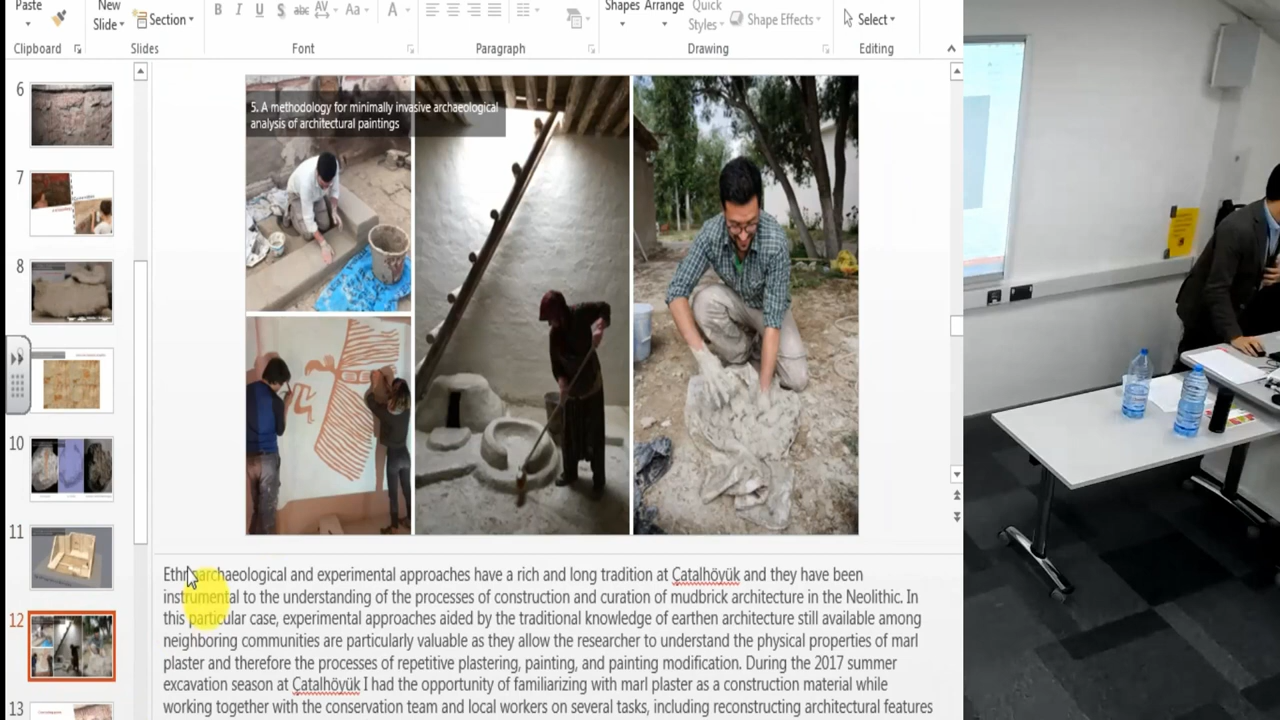 Paste
New
Slide
Section
B I U S abc AV Aa A
Shapes Arrange Quick
Styles
Shape Effects
Select
Clipboard
Slides
Font
Paragraph
Drawing
Editing
6
7
8
10
11
12
13
5. A methodology for minimally invasive archaeological
analysis of architectural paintings
Ethnoarchaeological and experimental approaches have a rich and long tradition at Çatalhöyük and they have been
instrumental to the understanding of the processes of construction and curation of mudbrick architecture in the Neolithic. In
this particular case, experimental approaches aided by the traditional knowledge of earthen architecture still available among
neighboring communities are particularly valuable as they allow the researcher to understand the physical properties of marl
plaster and therefore the processes of repetitive plastering, painting, and painting modification. During the 2017 summer
excavation season at Çatalhöyük I had the opportunity of familiarizing with marl plaster as a construction material while
working together with the conservation team and local workers on several tasks, including reconstructing architectural features